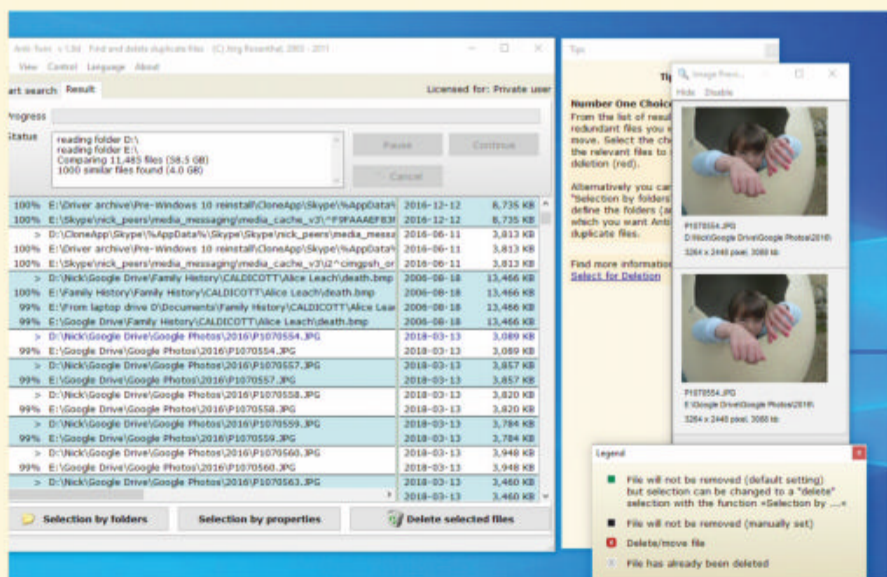 Anti-Twin v 1.8d Find and delete duplicate files (C) Jörg Rosenthal, 2003 - 2011
View Control Language About
art search Result
Licensed for: Private user
Progress
Status
reading folder D:\
reading folder E:\
Comparing 11,485 files (58.5 GB)
1000 similar files found (4.0 GB)
Pause
Continue
Cancel
100% E:\Driver archive\Pre-Windows 10 reinstall\CloneApp\Skype\%AppData% 2016-12-12 8,735 KB
100% E:\Skype\nick_peers\media_messaging\media_cache_v3\ 2016-12-12 8,735 KB
> D:\CloneApp\Skype\%AppData%\Skype\Skype\nick_peers\media_messa 2016-06-11 3,813 KB
100% E:\Driver archive\Pre-Windows 10 reinstall\CloneApp\Skype\%AppData% 2016-06-11 3,813 KB
100% E:\Skype\nick_peers\media_messaging\media_cache_v3\ 2016-06-11 3,813 KB
> D:\Nick\Google Drive\Family History\CALDICOTT\Alice Leach\death.bmp 2006-08-18 13,466 KB
100% E:\Family History\Family History\CALDICOTT\Alice Leach\death.bmp 2006-08-18 13,466 KB
99% E:\From laptop drive D\Documents\Family History\CALDICOTT\Alice Lea 2006-08-18 13,466 KB
99% E:\Google Drive\Family History\CALDICOTT\Alice Leach\death.bmp 2006-08-18 13,466 KB
> D:\Nick\Google Drive\Google Photos\2016\P1070554.JPG 2018-03-13 3,089 KB
99% E:\Google Drive\Google Photos\2016\P1070554.JPG 2018-03-13 3,089 KB
> D:\Nick\Google Drive\Google Photos\2016\P1070557.JPG 2018-03-13 3,857 KB
99% E:\Google Drive\Google Photos\2016\P1070557.JPG 2018-03-13 3,857 KB
> D:\Nick\Google Drive\Google Photos\2016\P1070558.JPG 2018-03-13 3,820 KB
99% E:\Google Drive\Google Photos\2016\P1070558.JPG 2018-03-13 3,820 KB
> D:\Nick\Google Drive\Google Photos\2016\P1070559.JPG 2018-03-13 3,784 KB
99% E:\Google Drive\Google Photos\2016\P1070559.JPG 2018-03-13 3,784 KB
> D:\Nick\Google Drive\Google Photos\2016\P1070560.JPG 2018-03-13 3,948 KB
99% E:\Google Drive\Google Photos\2016\P1070560.JPG 2018-03-13 3,948 KB
> D:\Nick\Google Drive\Google Photos\2016\P1070563.JPG 2018-03-13 3,460 KB
2018-03-13 3,460 KB
Selection by folders
Selection by properties
Delete selected files
Tips
Tip
Number One Choice
From the list of resul
redundant files you w
move. Select the che
the relevant files to
deletion (red).
Alternatively you can
"Selection by folders
define the folders (a
which you want Anti-
duplicate files.
Find more information
Select for Deletion
Image Previ...
Hide Disable
P1070554.JPG
D:\Nick\Google Drive\Google Photos\2016\
3264 x 2448 pixel, 3088 kb
P1070554.JPG
E:\Google Drive\Google Photos\2016\
3264 x 2448 pixel, 3088 kb
Legend
File will not be removed (default setting)
but selection can be changed to a "delete"
selection with the function »Selection by ...«
File will not be removed (manually set)
Delete/move file
File has already been deleted